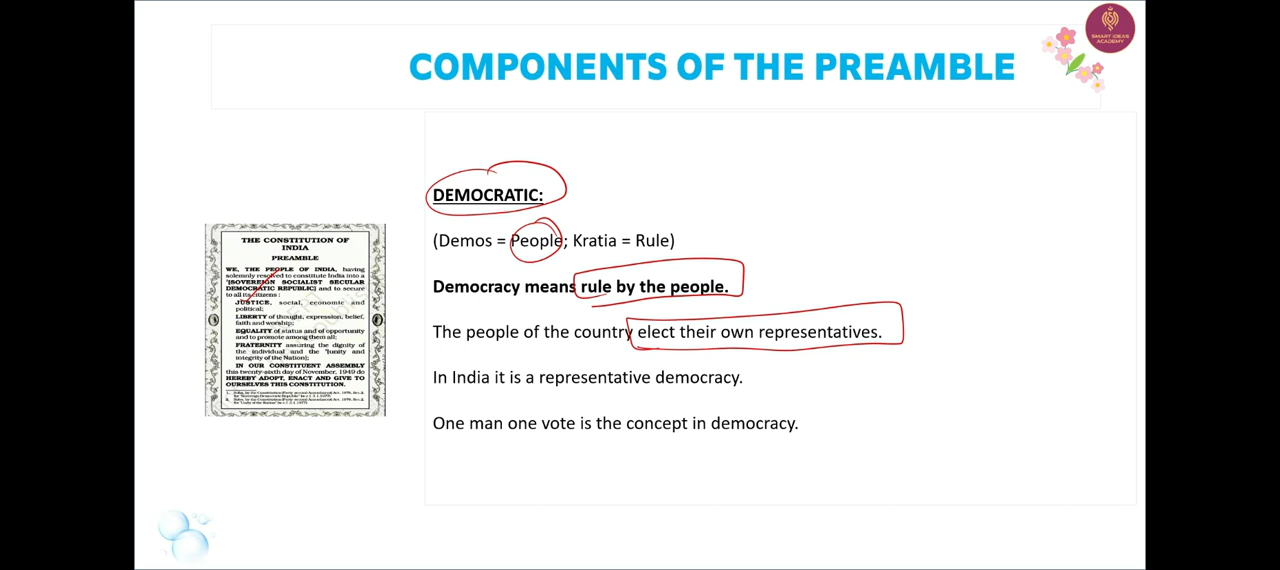 SMART IDEAS
ACADEMY
COMPONENTS OF THE PREAMBLE
DEMOCRATIC:
(Demos = People; Kratia = Rule)
Democracy means rule by the people.
The people of the country elect their own representatives.
In India it is a representative democracy.
One man one vote is the concept in democracy.
THE CONSTITUTION OF
INDIA
PREAMBLE
WE, THE PEOPLE OF INDIA, having
solemnly resolved to constitute India into a
[SOVEREIGN SOCIALIST SECULAR
DEMOCRATIC REPUBLIC] and to secure
to all its citizens :
JUSTICE, social, economic and
political;
LIBERTY of thought, expression, belief,
faith and worship;
EQUALITY of status and of opportunity
and to promote among them all;
FRATERNITY assuring the dignity of
the individual and the [unity and
integrity of the Nation];
IN OUR CONSTITUENT ASSEMBLY
this twenty-sixth day of November, 1949 do
HEREBY ADOPT, ENACT AND GIVE TO
OURSELVES THIS CONSTITUTION.